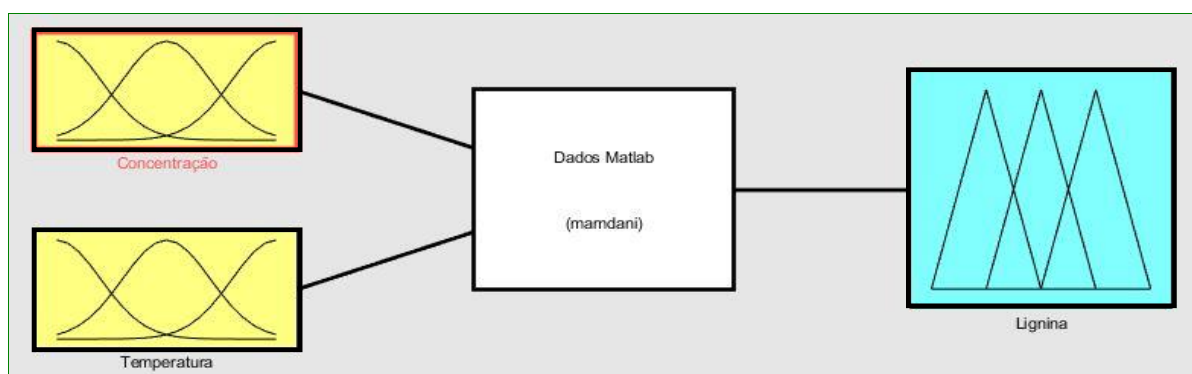 Concentração
Temperatura
Dados Matlab
(mamdani)
Lignina